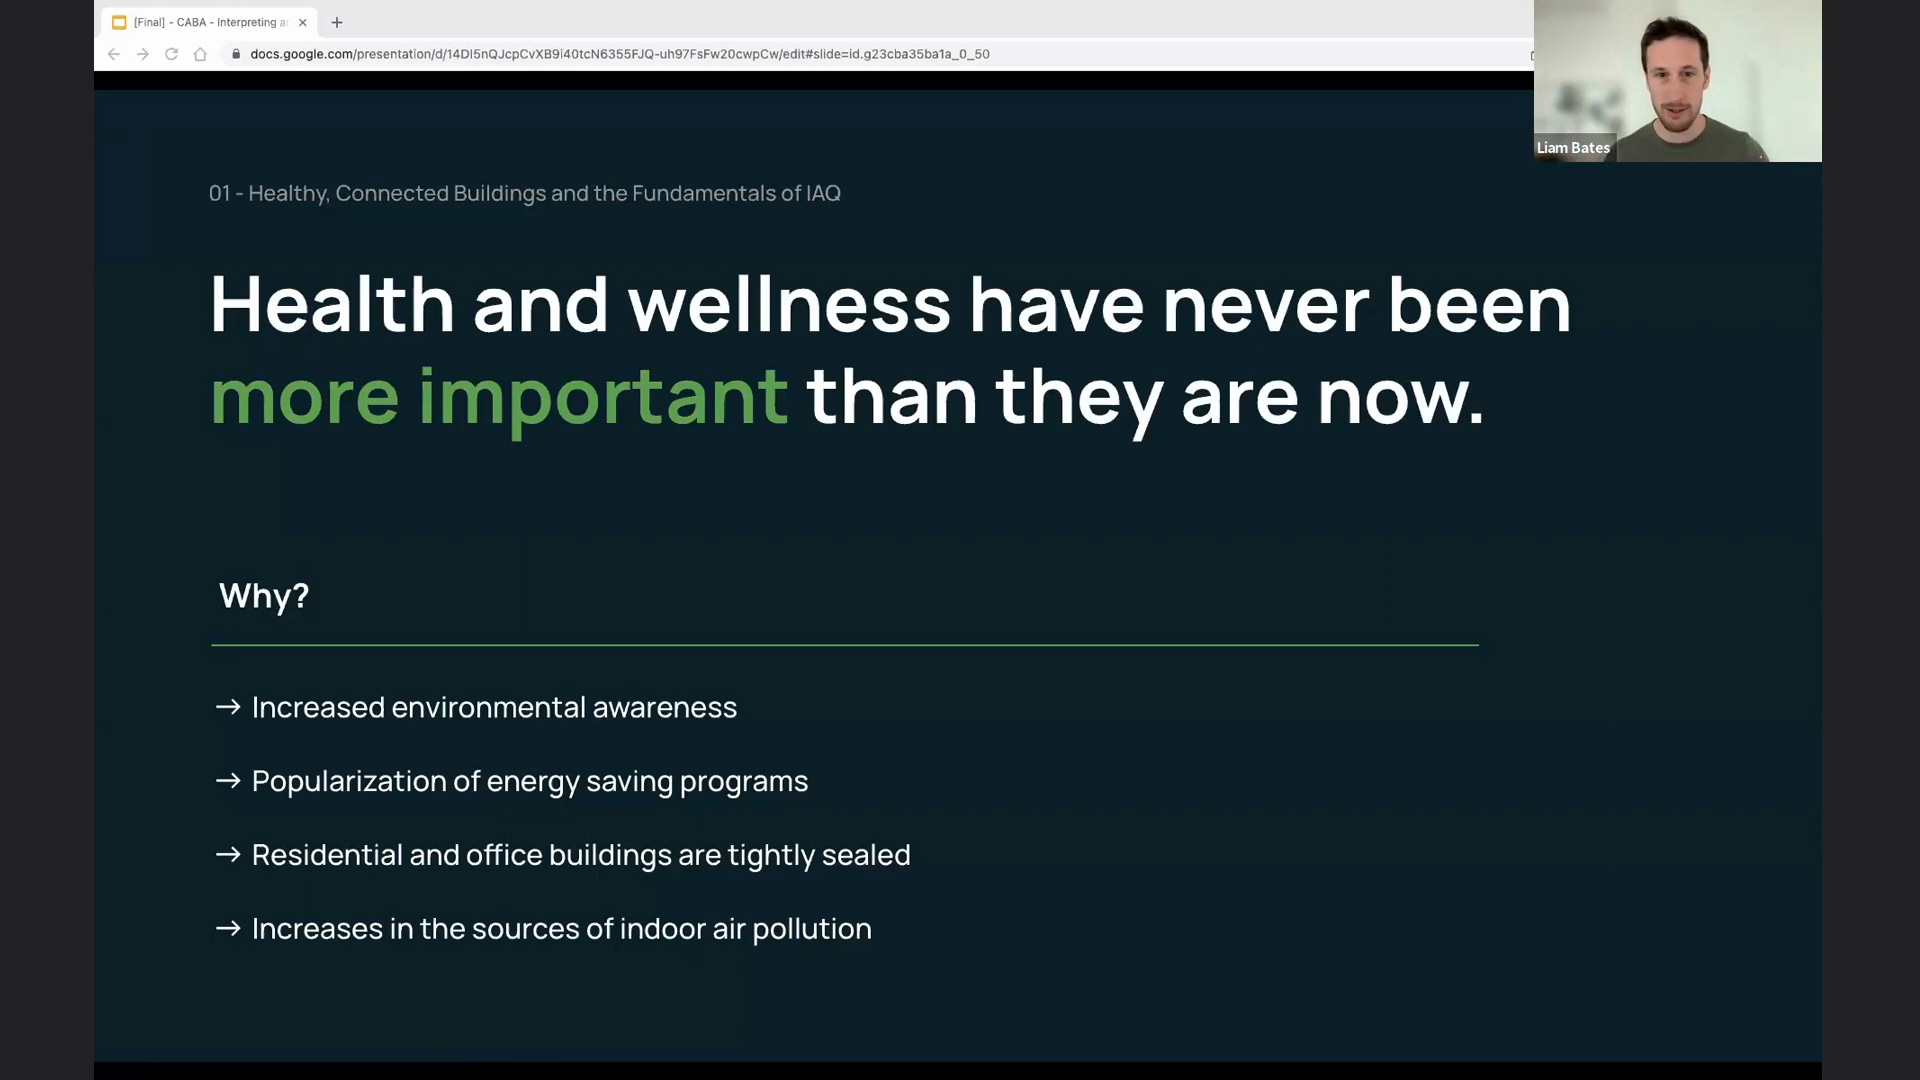 [Final] - CABA - Interpreting a
docs.google.com/presentation/d/14DI5nQJcpCvXB9i40tcN6355FJQ-uh97FsFw20cwpCw/edit#slide=id.g23cba35ba1a_0_50
Liam Bates
01 - Healthy, Connected Buildings and the Fundamentals of IAQ
Health and wellness have never been
more important than they are now.
Why?
→ Increased environmental awareness
→ Popularization of energy saving programs
→ Residential and office buildings are tightly sealed
→ Increases in the sources of indoor air pollution